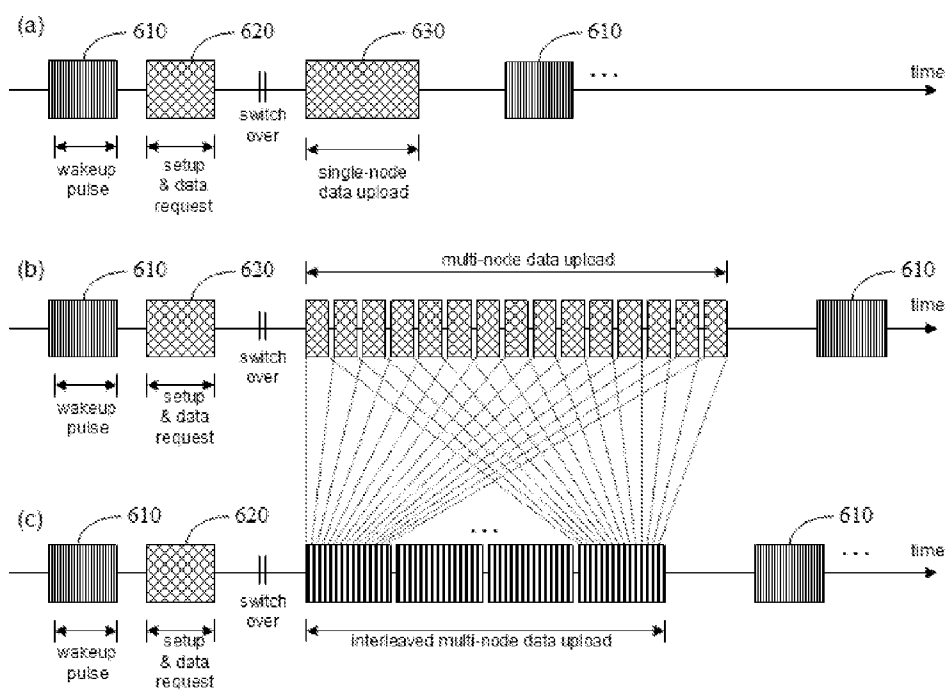 (a)
610
620
630
610
. . .
time
switch
over
wakeup
pulse
setup
& data
request
single-node
data upload
(b)
610
630
multi-node data upload
610
time
switch
over
wakeup
pulse
setup
& data
request
(c)
610
620
. . .
610
. . .
time
switch
over
interleaved multi-node data upload
wakeup
pulse
setup
& data
request